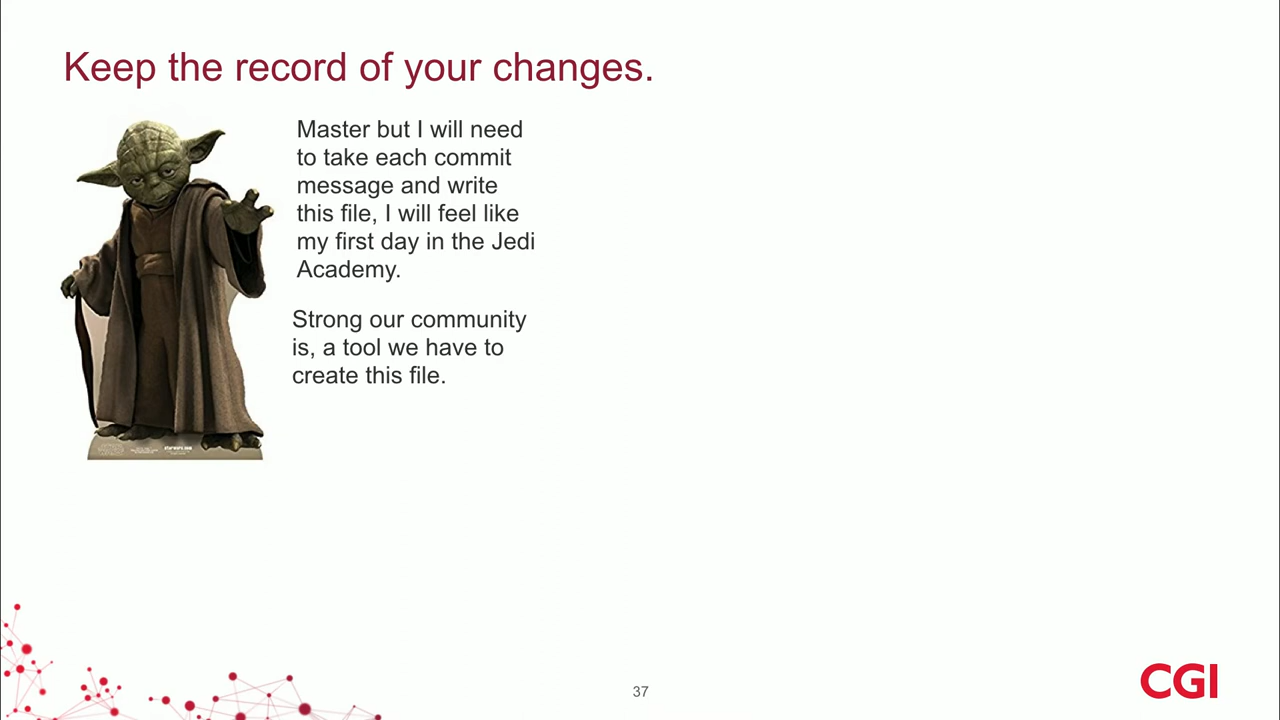 Keep the record of your changes.
Master but I will need
to take each commit
message and write
this file, I will feel like
my first day in the Jedi
Academy.
Strong our community
is, a tool we have to
create this file.
37
CGI